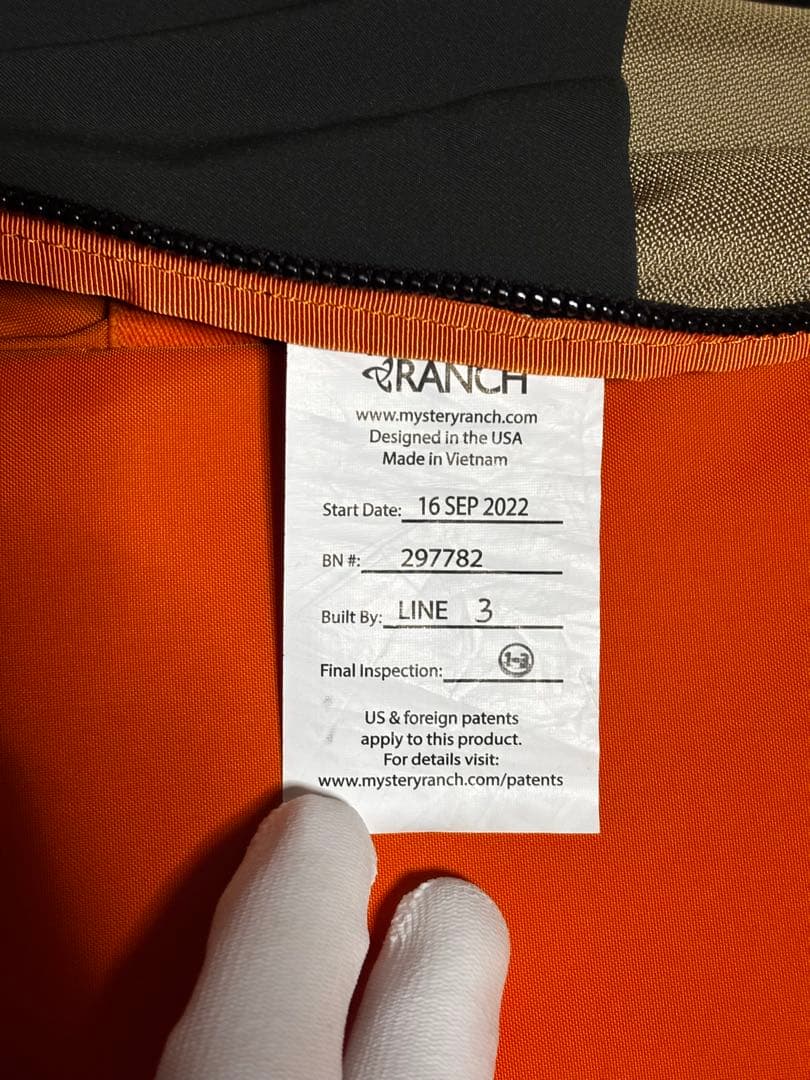 RANCH
www.mysteryranch.com
Designed in the USA
Made in Vietnam
Start Date: 16 SEP 2022
BN #: 297782
Built By: LINE 3
Final Inspection: 1-3
US & foreign patents
apply to this product.
For details visit:
www.mysteryranch.com/patents